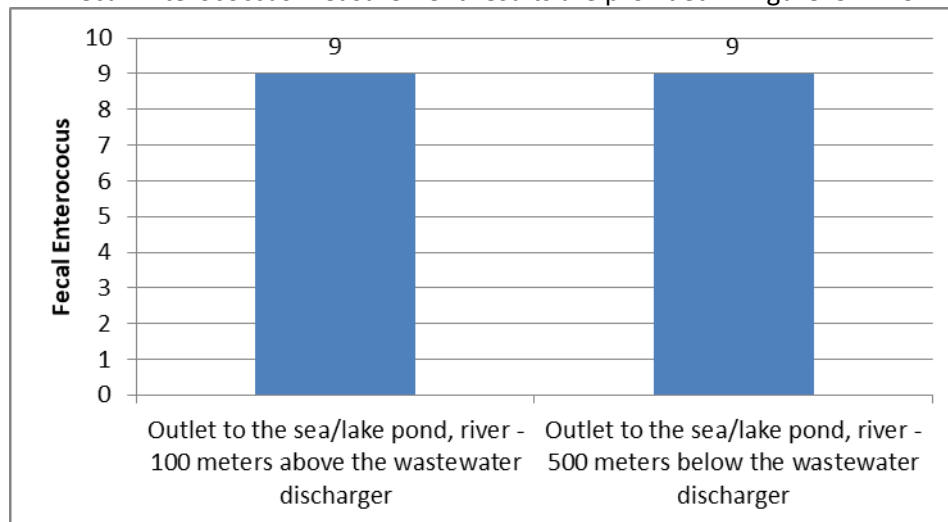 10
9
8
7
6
5
4
3
2
1
0
Fecal Enterococus
9
9
Outlet to the sea/lake pond, river -
100 meters above the wastewater
discharger
Outlet to the sea/lake pond, river -
500 meters below the wastewater
discharger